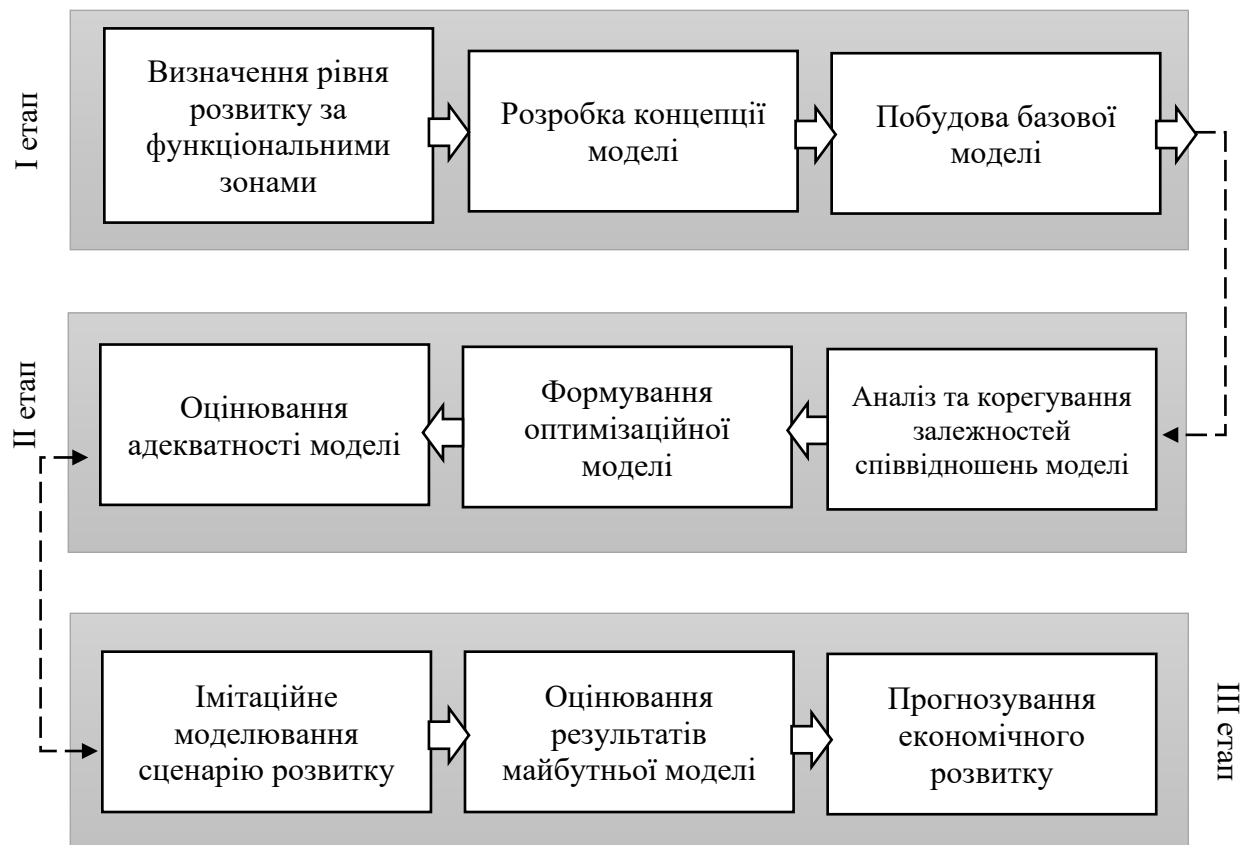 I етап
Визначення рівня
розвитку за
функціональними
зонами
Розробка концепції
моделі
Побудова базової
моделі
II етап
Оцінювання
адекватності моделі
Формування
оптимізаційної
моделі
Аналіз та корегування
залежностей
співвідношень моделі
Імітаційне
моделювання
сценарію розвитку
Оцінювання
результатів
майбутньої моделі
Прогнозування
економічного
розвитку
III етап